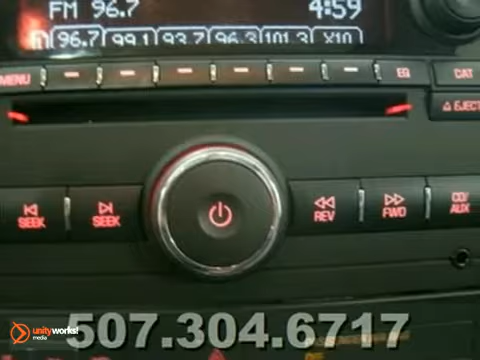 FM 96.7 4:59
96.7 99.1 93.7 96.3 101.3 X10
MENU EQ CAT
EJECT
SEEK SEEK REV FWD CD/AUX
unityworks! media
507.304.6717